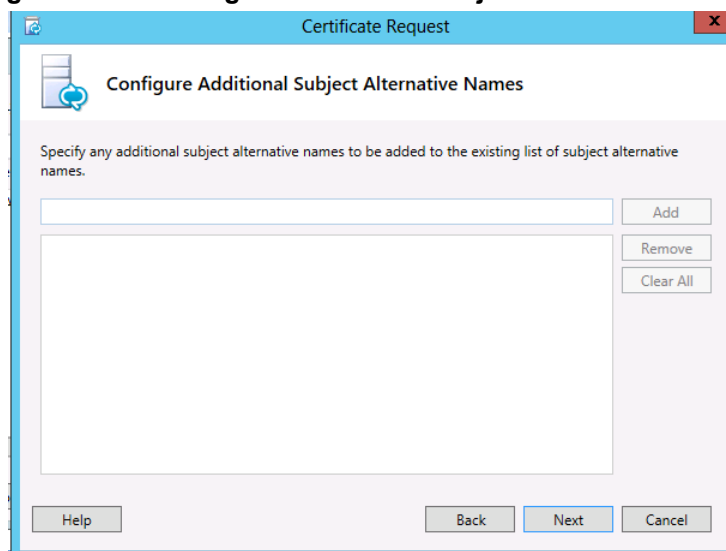 Certificate Request
x
Configure Additional Subject Alternative Names
Specify any additional subject alternative names to be added to the existing list of subject alternative
names.
Add
Remove
Clear All
Help
Back
Next
Cancel